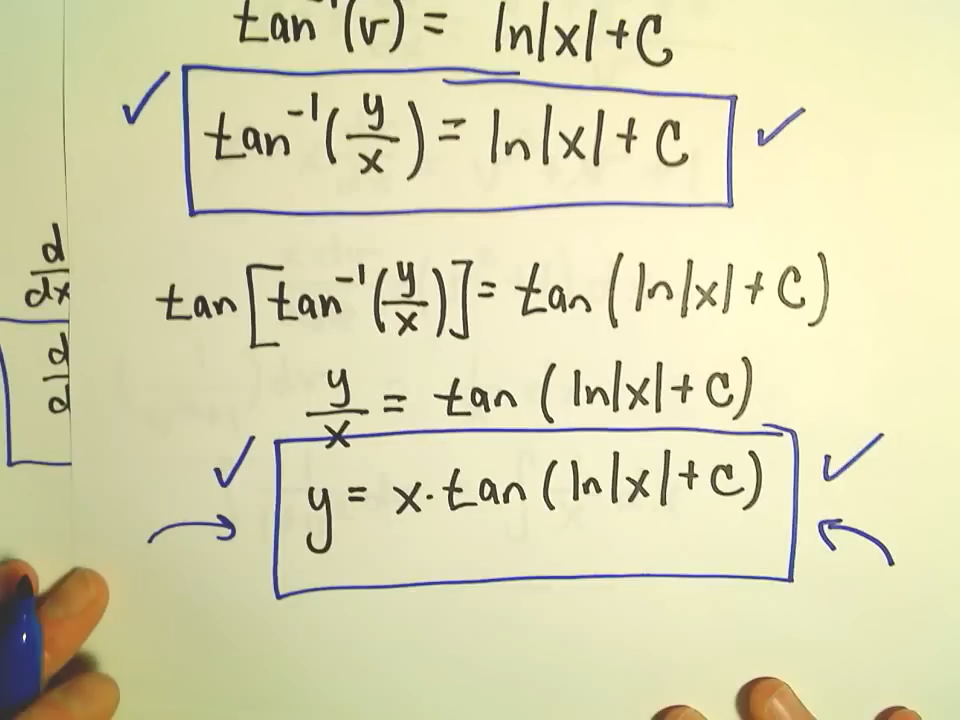 tan⁻¹(v) = ln|x| + C
tan⁻¹(y/x) = ln|x| + C
d/dx
tan[tan⁻¹(y/x)] = tan(ln|x| + C)
d/d
y/x = tan(ln|x| + C)
y = x·tan(ln|x| + C)